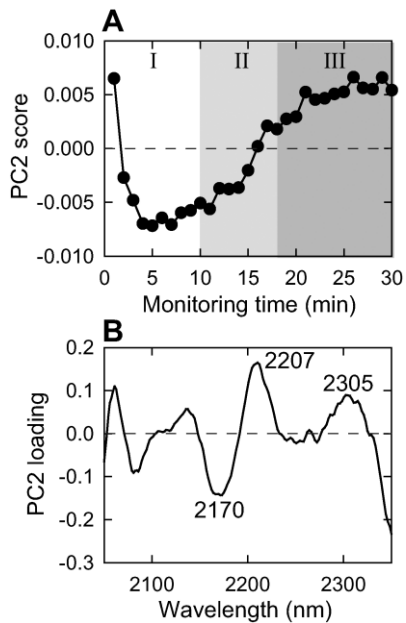 A
0.010
I
II
III
0.005
0.000
-0.005
-0.010
PC2 score
0 5 10 15 20 25 30
Monitoring time (min)
B
0.2
2207
2305
0.1
0.0
-0.1
2170
-0.2
-0.3
PC2 loading
2100 2200 2300
Wavelength (nm)